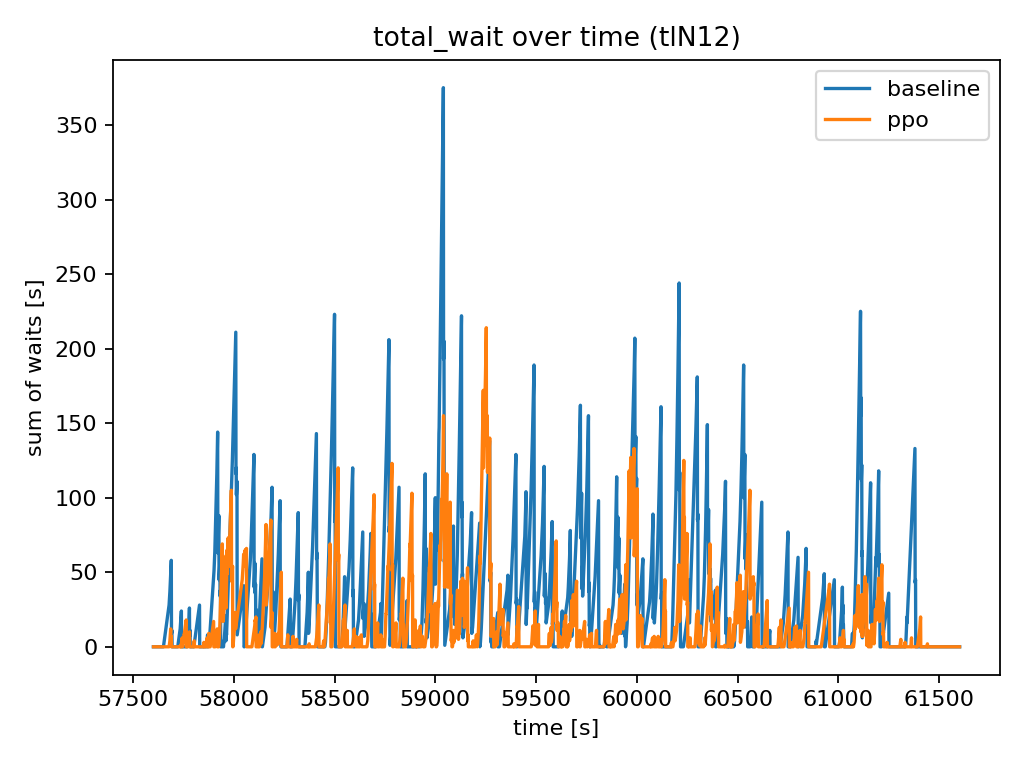 total_wait over time (tlN12)
baseline
ppo
sum of waits [s]
350
300
250
200
150
100
50
0
57500 58000 58500 59000 59500 60000 60500 61000 61500
time [s]